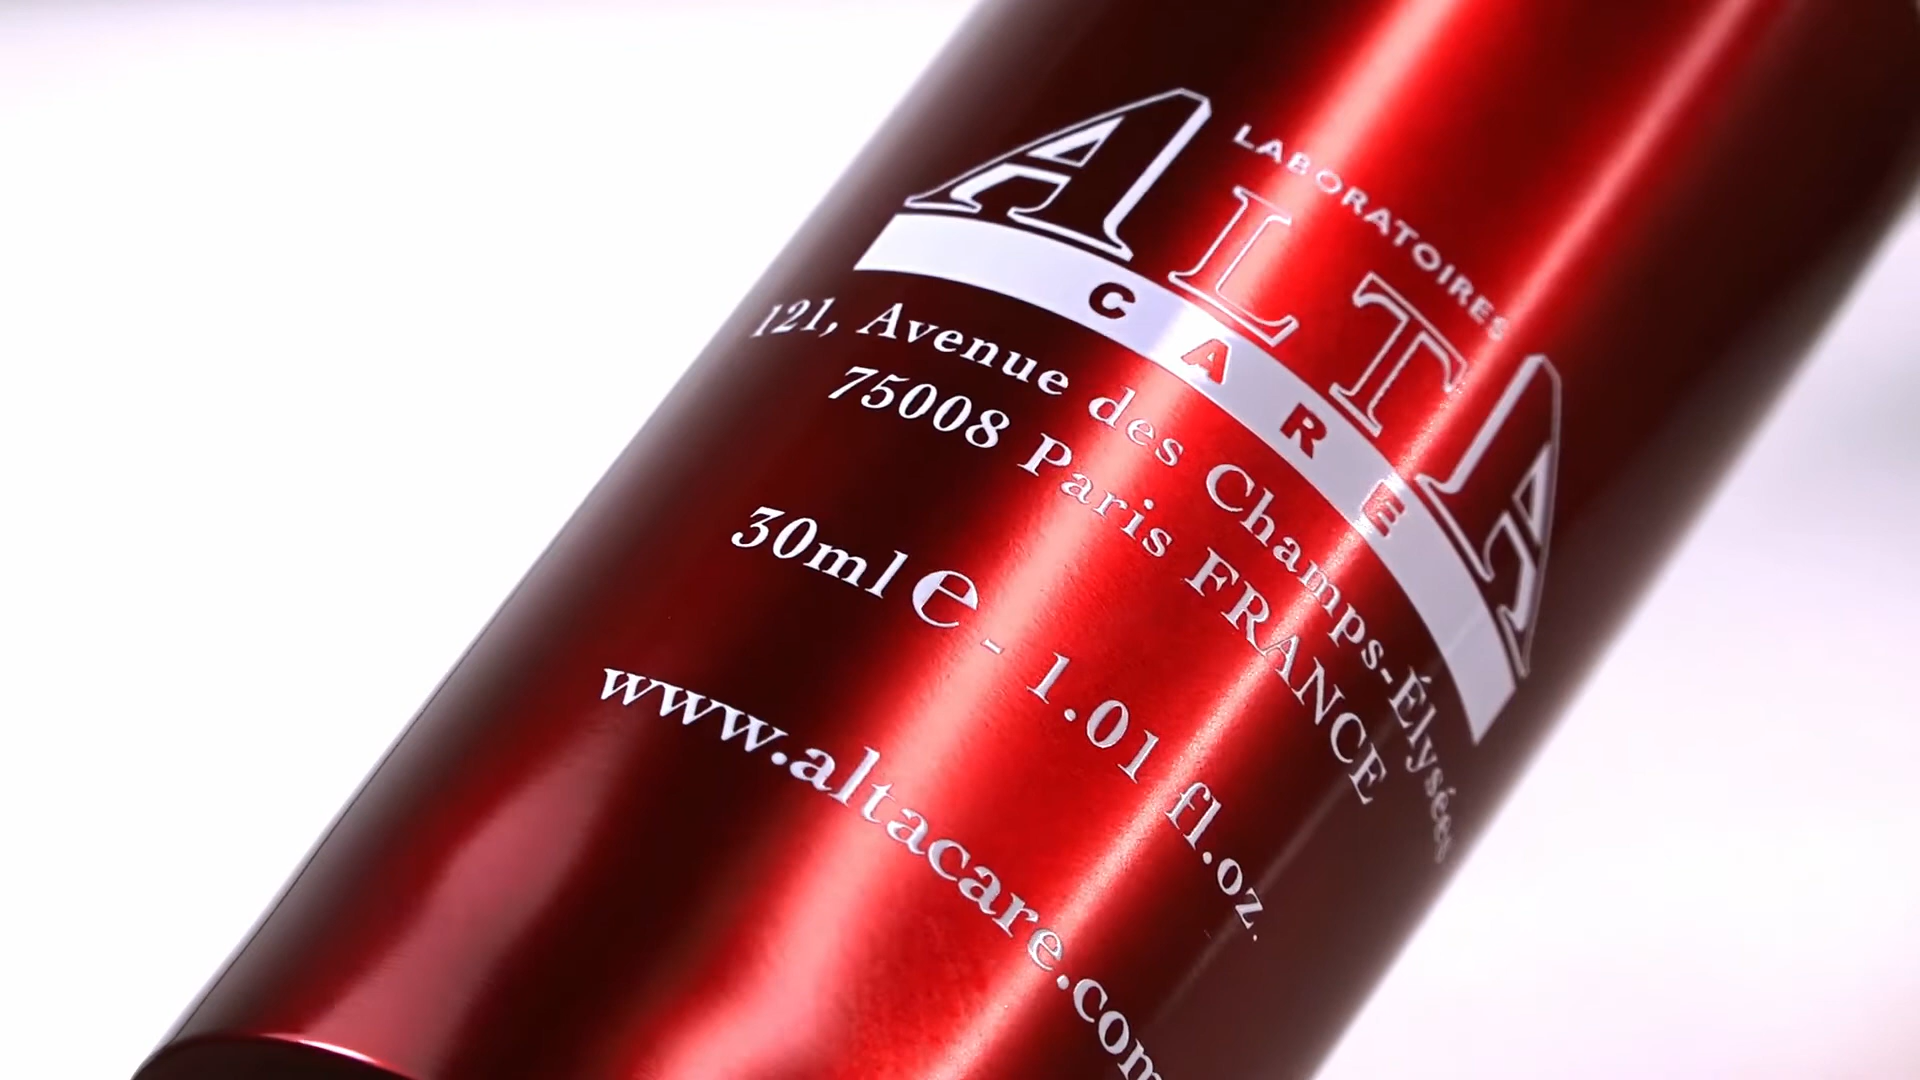 LABORATOIRES
ALTA
CARE
121, Avenue des Champs-Élysées
75008 Paris FRANCE
30ml ℮ - 1.01 fl.oz.
www.altacare.com